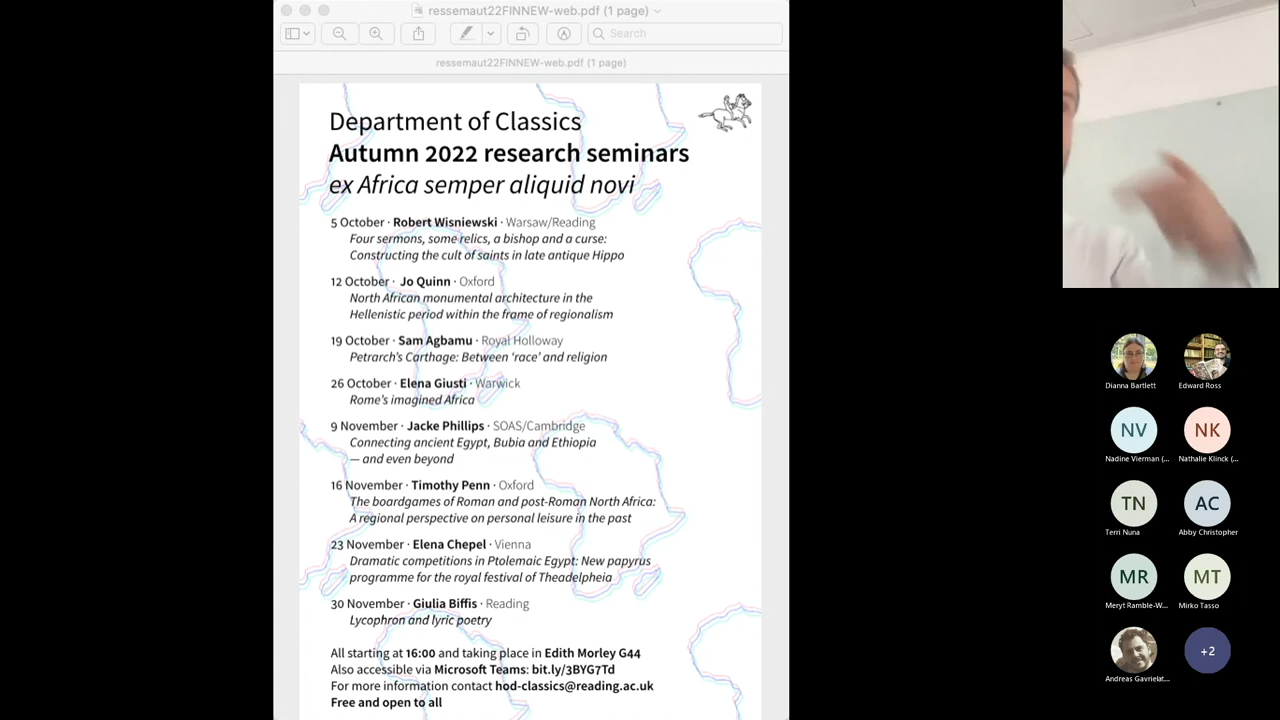 ressemaut22FINNEW-web.pdf (1 page)
Search
ressemaut22FINNEW-web.pdf (1 page)
Department of Classics
Autumn 2022 research seminars
ex Africa semper aliquid novi
5 October · Robert Wisniewski · Warsaw/Reading
Four sermons, some relics, a bishop and a curse:
Constructing the cult of saints in late antique Hippo
12 October · Jo Quinn · Oxford
North African monumental architecture in the
Hellenistic period within the frame of regionalism
19 October · Sam Agbamu · Royal Holloway
Petrarch's Carthage: Between 'race' and religion
26 October · Elena Giusti · Warwick
Rome's imagined Africa
9 November · Jacke Phillips · SOAS/Cambridge
Connecting ancient Egypt, Bubia and Ethiopia
— and even beyond
16 November · Timothy Penn · Oxford
The boardgames of Roman and post-Roman North Africa:
A regional perspective on personal leisure in the past
23 November · Elena Chepel · Vienna
Dramatic competitions in Ptolemaic Egypt: New papyrus
programme for the royal festival of Theadelpheia
30 November · Giulia Biffis · Reading
Lycophron and lyric poetry
All starting at 16:00 and taking place in Edith Morley G44
Also accessible via Microsoft Teams: bit.ly/3BYG7Td
For more information contact hod-classics@reading.ac.uk
Free and open to all
Dianna Bartlett
Edward Ross
NV
NK
Nadine Vierman (...
Nathalie Klinck (...
TN
AC
Terri Nuna
Abby Christopher
MR
MT
Meryt Ramble-W...
Mirko Tasso
+2
Andreas Gavrielat...